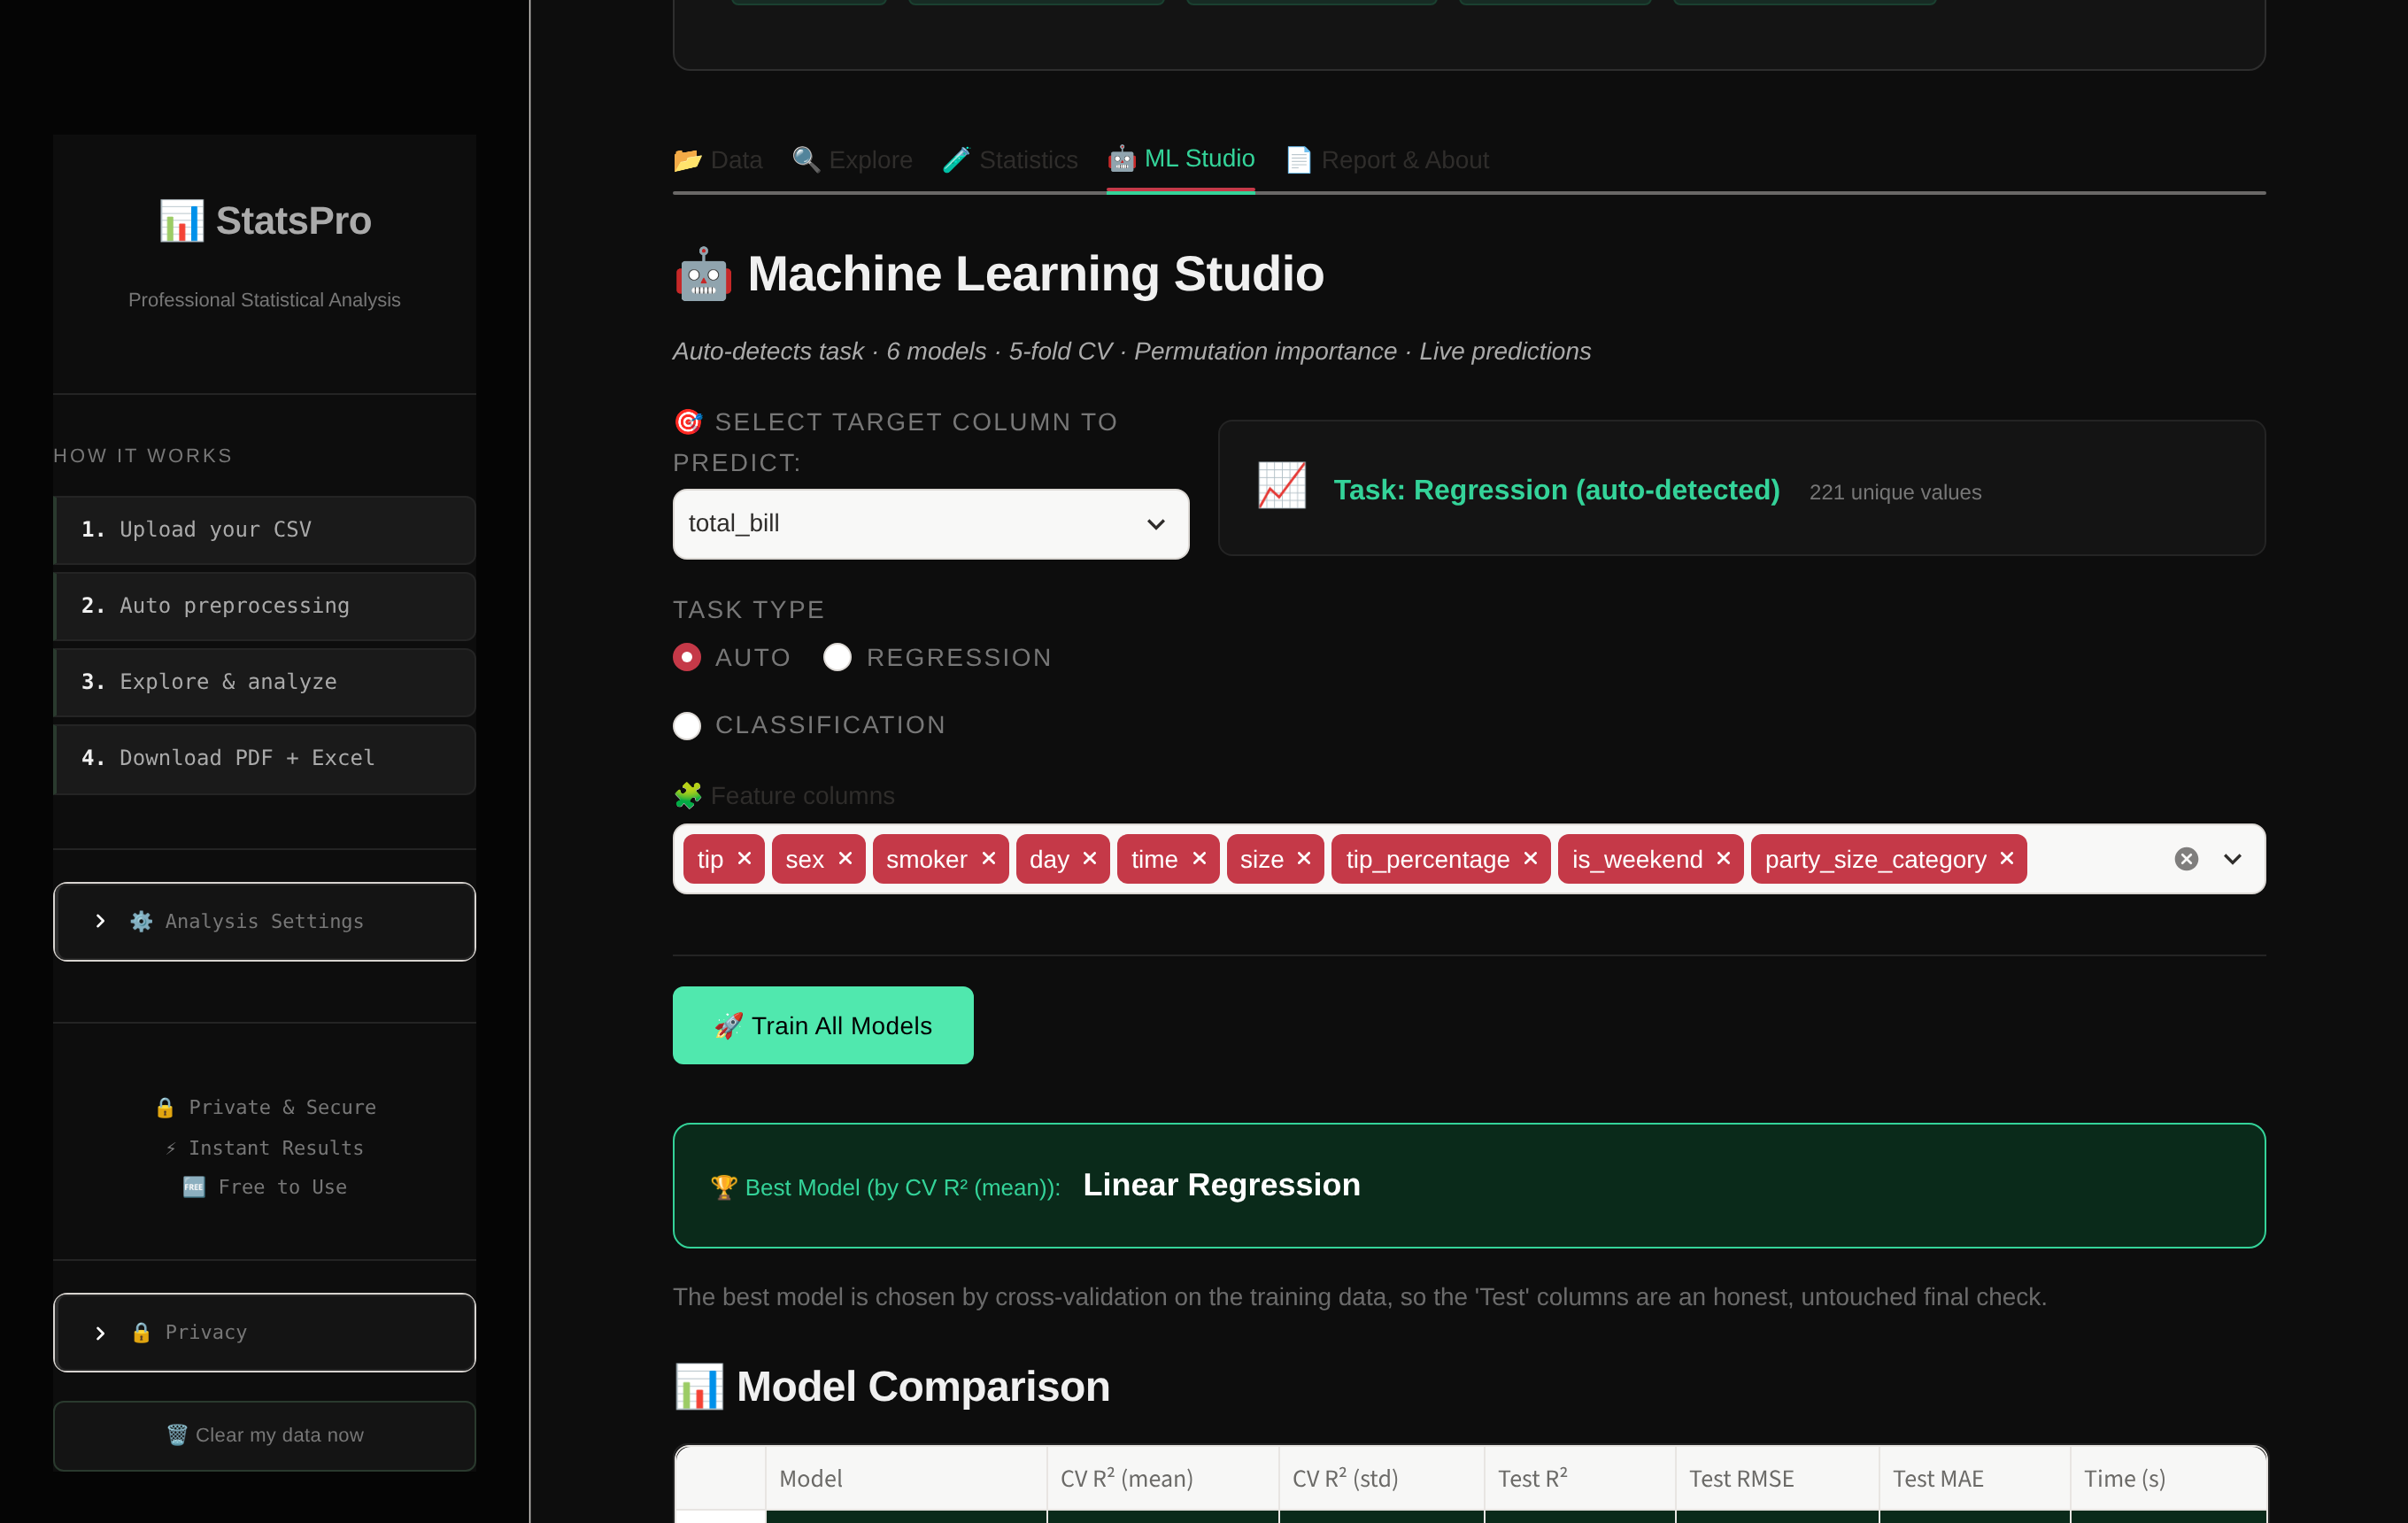 📊 StatsPro
Professional Statistical Analysis
HOW IT WORKS
1. Upload your CSV
2. Auto preprocessing
3. Explore & analyze
4. Download PDF + Excel
⚙️ Analysis Settings
🔒 Private & Secure
⚡ Instant Results
🆓 Free to Use
🔒 Privacy
🗑️ Clear my data now
📂 Data 🔍 Explore 🧪 Statistics 🤖 ML Studio 📄 Report & About
🤖 Machine Learning Studio
Auto-detects task · 6 models · 5-fold CV · Permutation importance · Live predictions
🎯 SELECT TARGET COLUMN TO
PREDICT:
total_bill
📈 Task: Regression (auto-detected) 221 unique values
TASK TYPE
AUTO REGRESSION
CLASSIFICATION
🧩 Feature columns
tip sex smoker day time size tip_percentage is_weekend party_size_category
🚀 Train All Models
🏆 Best Model (by CV R² (mean)): Linear Regression
The best model is chosen by cross-validation on the training data, so the 'Test' columns are an honest, untouched final check.
📊 Model Comparison
Model CV R² (mean) CV R² (std) Test R² Test RMSE Test MAE Time (s)